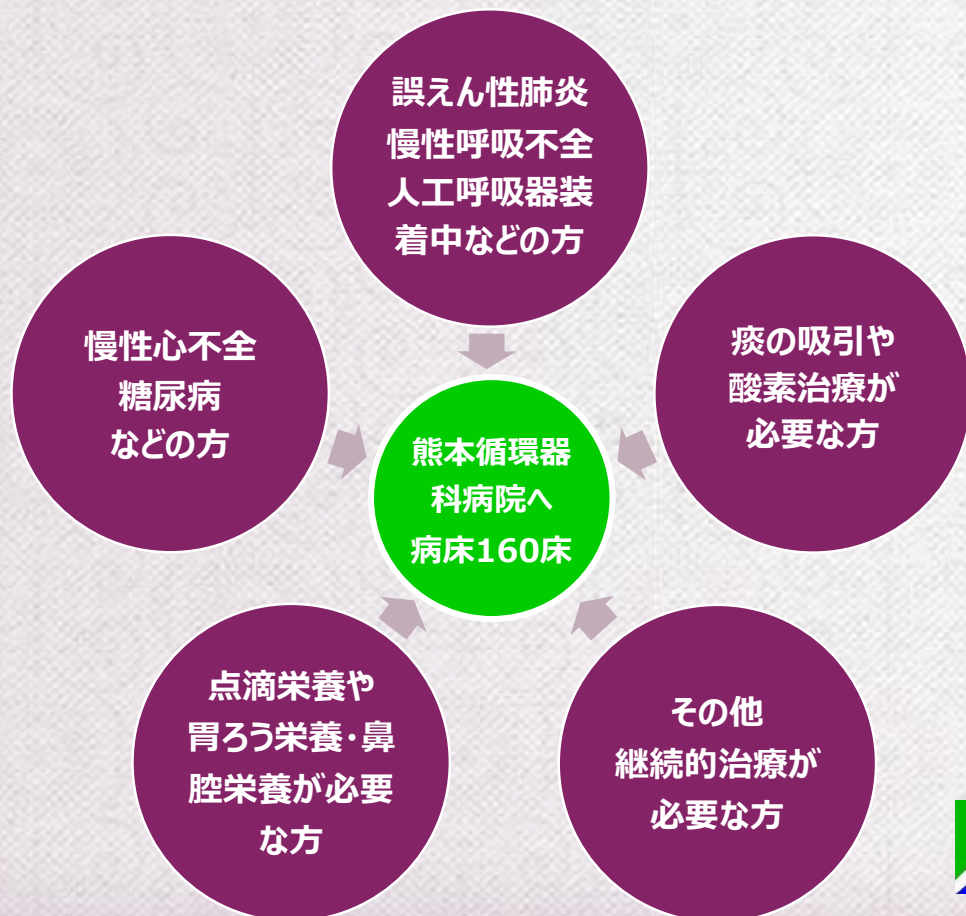 誤えん性肺炎
慢性呼吸不全
人工呼吸器装
着中などの方
慢性心不全
糖尿病
などの方
痰の吸引や
酸素治療が
必要な方
熊本循環器
科病院へ
病床160床
点滴栄養や
胃ろう栄養・鼻
腔栄養が必要
な方
その他
継続的治療が
必要な方